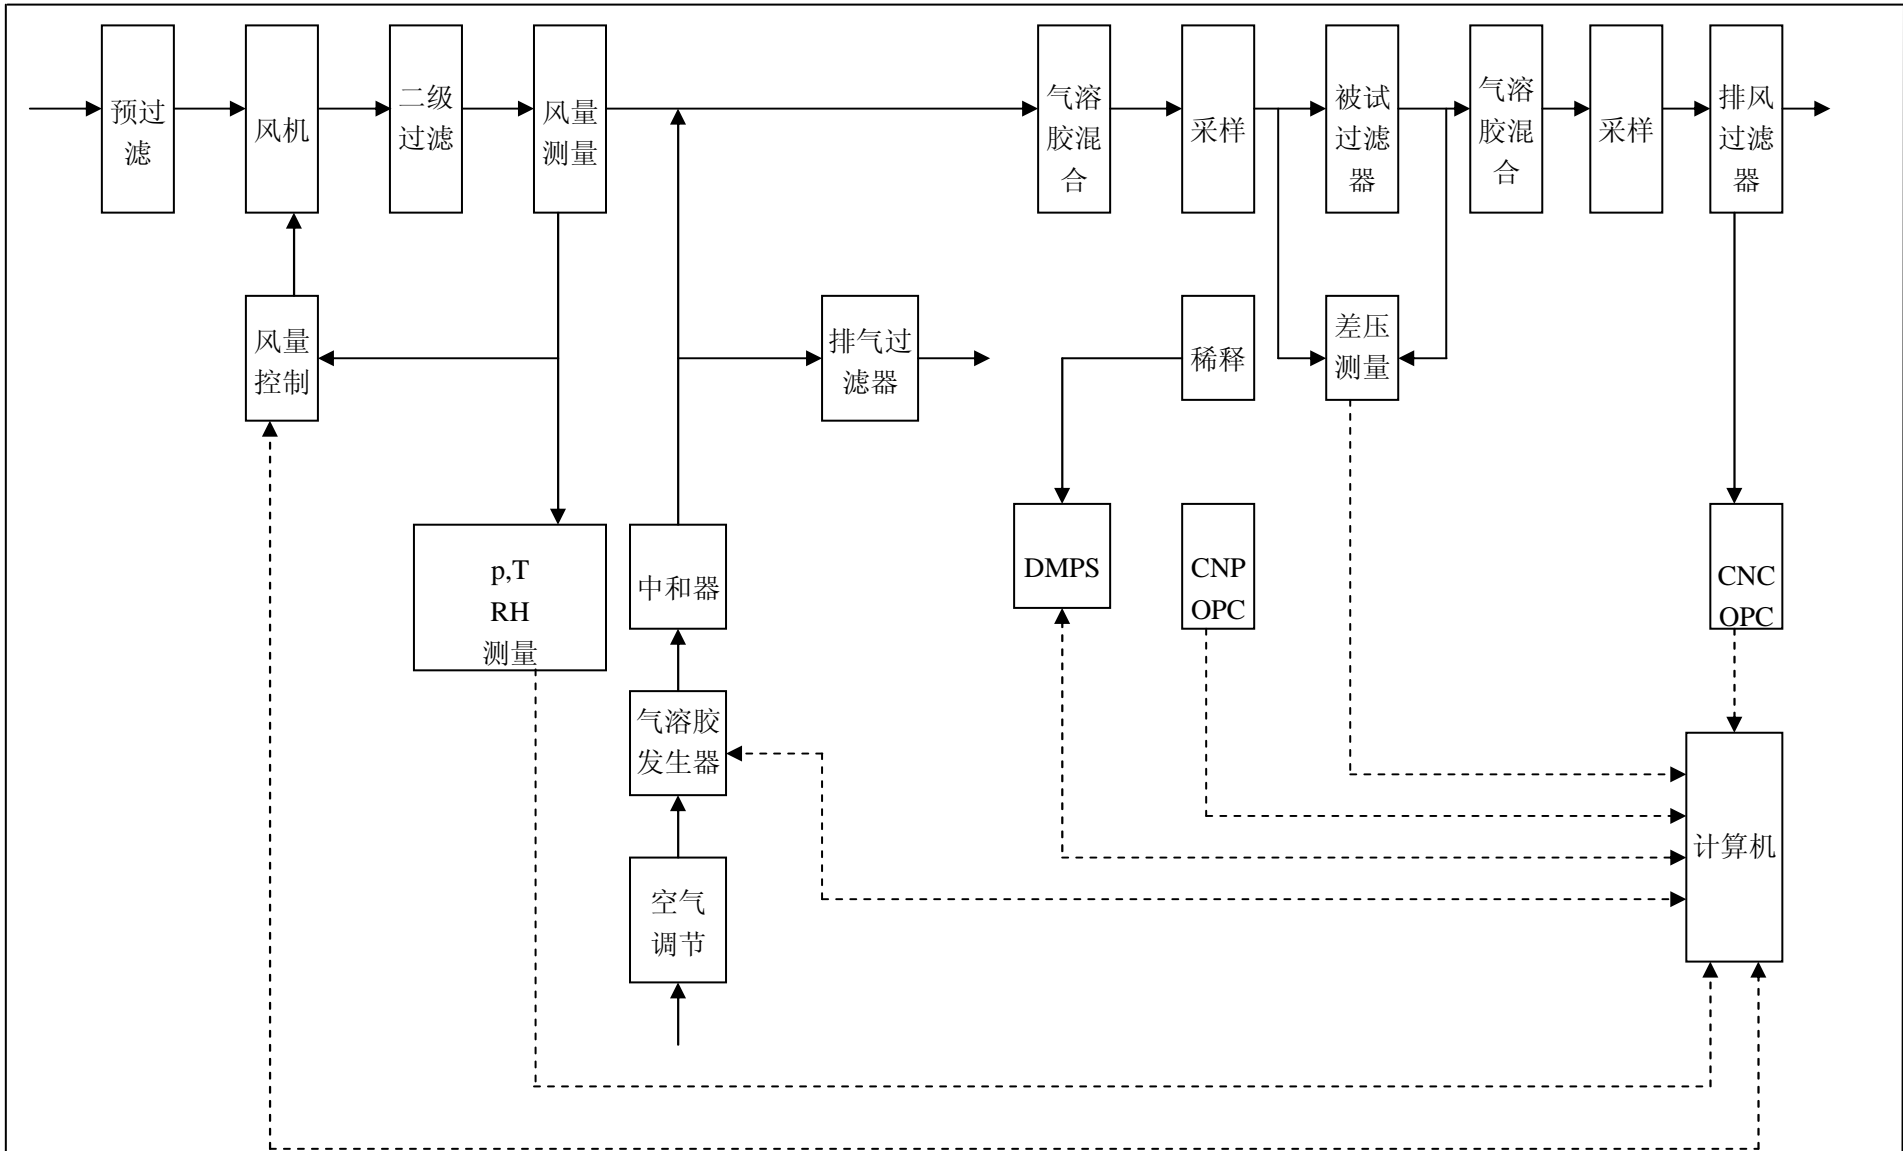 预过
滤
风机
二级
过滤
风量
测量
气溶
胶混
合
采样
被试
过滤
器
气溶
胶混
合
采样
排风
过滤
器
风量
控制
排气过
滤器
稀释
差压
测量
p,T
RH
测量
中和器
DMPS
CNP
OPC
CNC
OPC
气溶胶
发生器
计算机
空气
调节